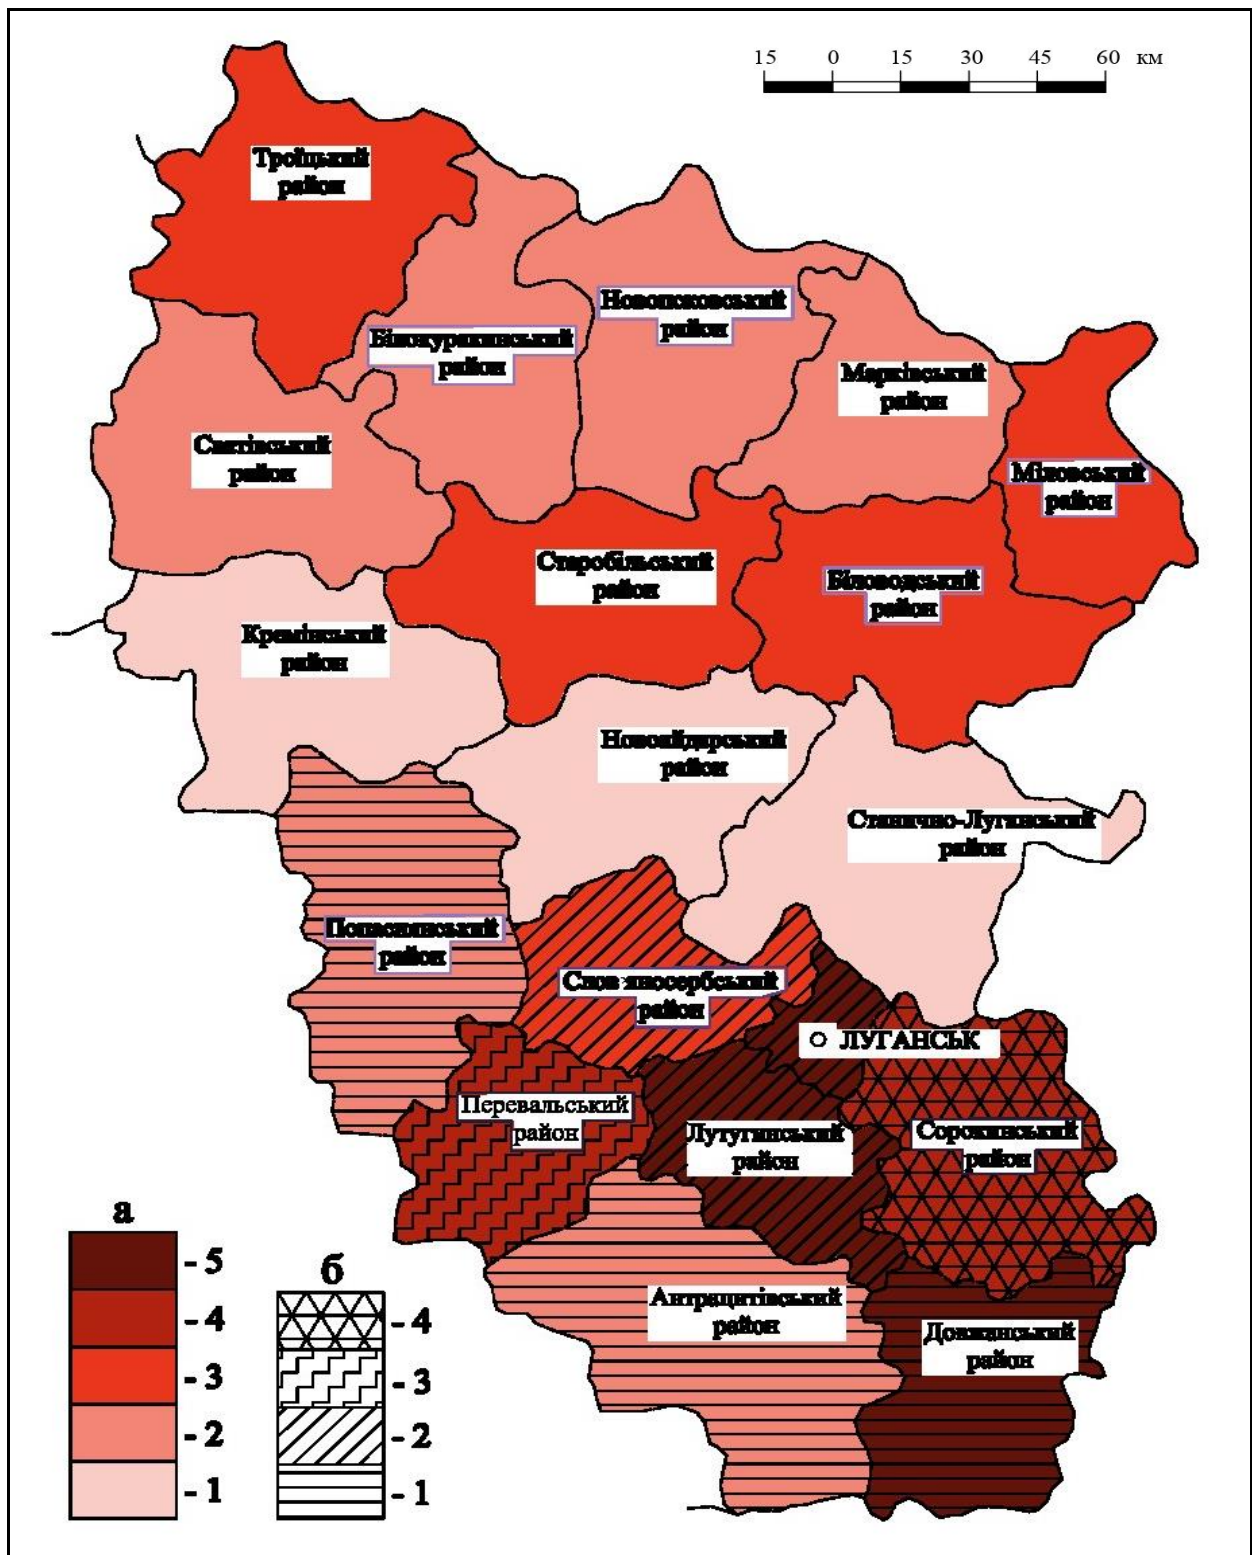 15 0 15 30 45 60 км
Троїцький
район
Новопсковський
район
Білокуракинський
район
Марківський
район
Сватівський
район
Міловський
район
Старобільський
район
Біловодський
район
Кремінський
район
Новоайдарський
район
Станично-Луганський
район
Попаснянський
район
Слов'яносербський
район
ЛУГАНСЬК
Перевальський
район
Лутугинський
район
Сорокинський
район
Антрацитівський
район
Довжанський
район
а
- 5
- 4
- 3
- 2
- 1
б
- 4
- 3
- 2
- 1